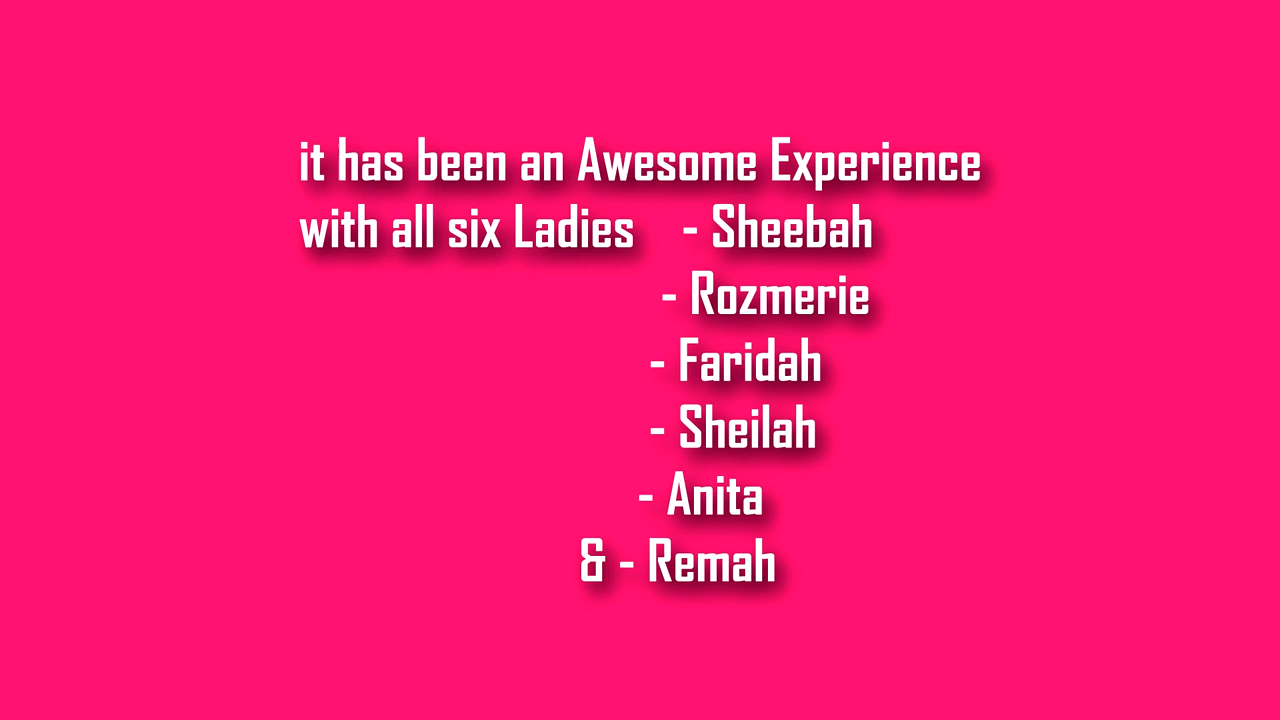 it has been an Awesome Experience
with all six Ladies - Sheebah
- Rozmerie
- Faridah
- Sheilah
- Anita
& - Remah